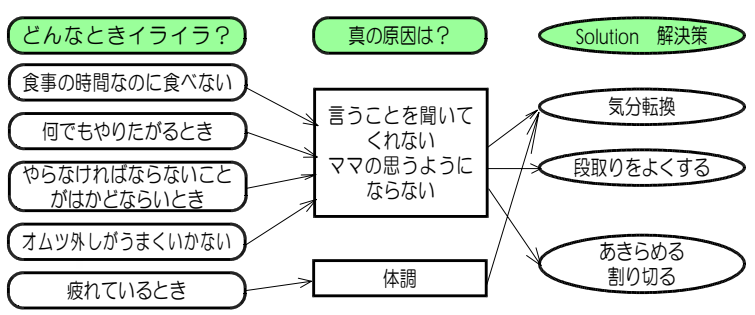 どんなときイライラ？
真の原因は？
Solution　解決策
食事の時間なのに食べない
何でもやりたがるとき
やらなければならないこと
がはかどならいとき
オムツ外しがうまくいかない
疲れているとき
言うことを聞いて
くれない
ママの思うように
ならない
体調
気分転換
段取りをよくする
あきらめる
割り切る